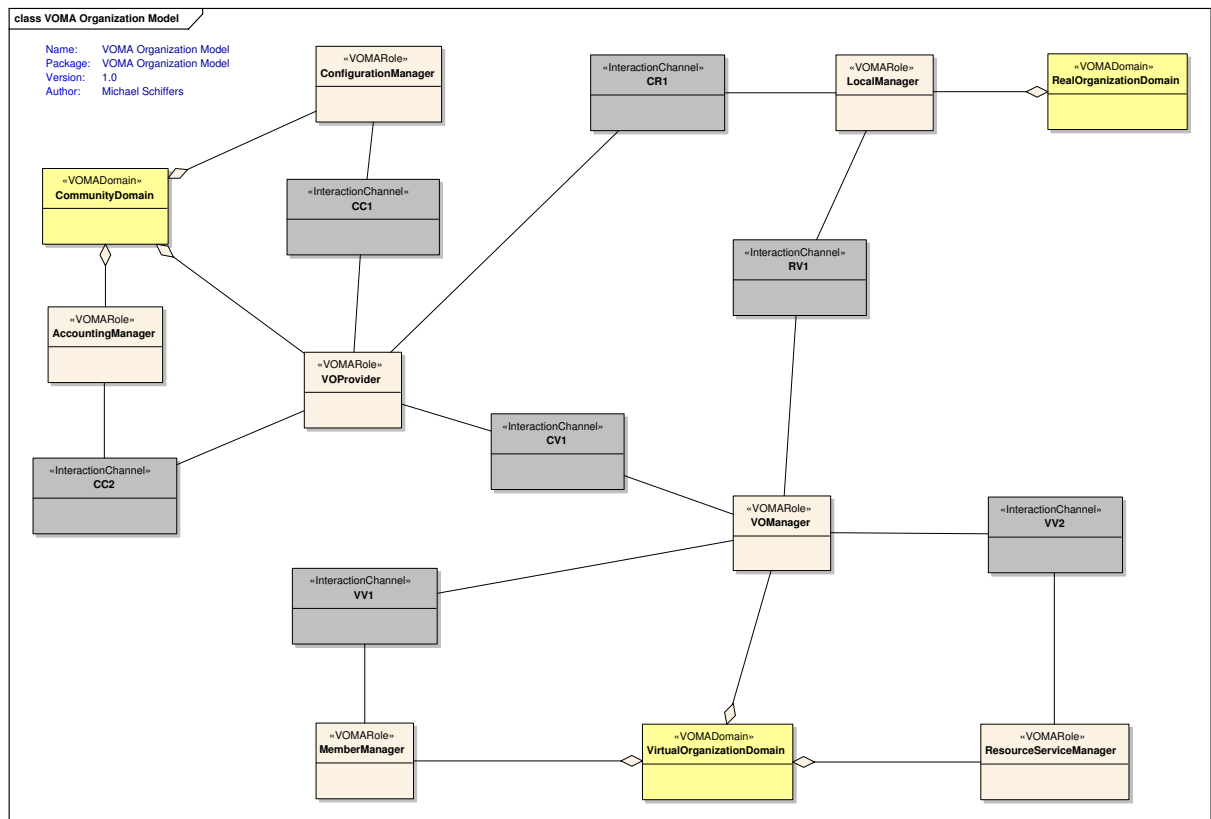 class VOMA Organization Model
Name: VOMA Organization Model
Package: VOMA Organization Model
Version: 1.0
Author: Michael Schiffers
«VOMARole»
ConfigurationManager
«InteractionChannel»
CR1
«VOMARole»
LocalManager
«VOMADomain»
RealOrganizationDomain
«VOMADomain»
CommunityDomain
«InteractionChannel»
CC1
«InteractionChannel»
RV1
«VOMARole»
AccountingManager
«VOMARole»
VOProvider
«InteractionChannel»
CV1
«InteractionChannel»
CC2
«VOMARole»
VOManager
«InteractionChannel»
VV2
«InteractionChannel»
VV1
«VOMARole»
MemberManager
«VOMADomain»
VirtualOrganizationDomain
«VOMARole»
ResourceServiceManager